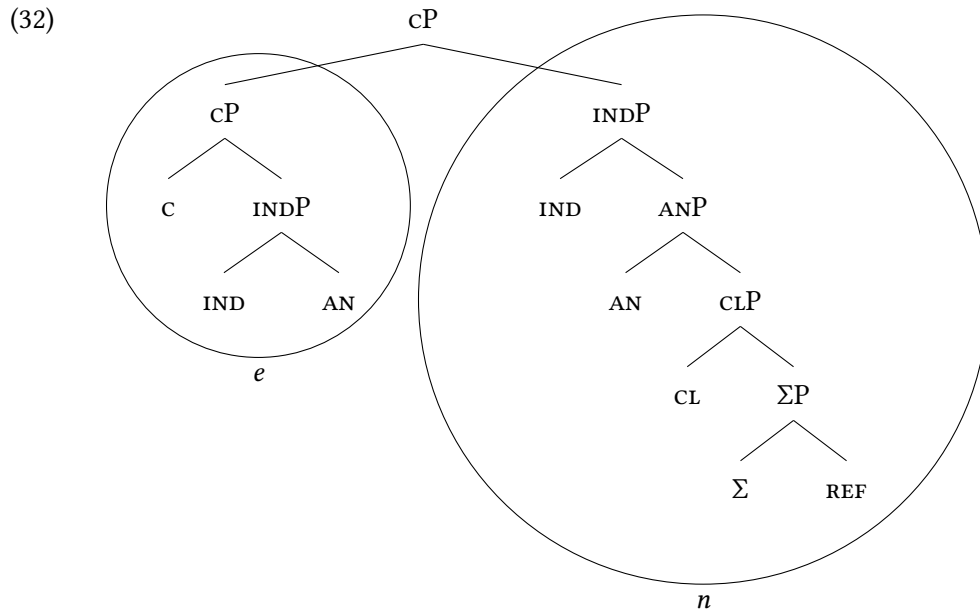 (32)
CP
CP INDP
C INDP IND ANP
IND AN AN CLP
e
CL ΣP
Σ REF
n